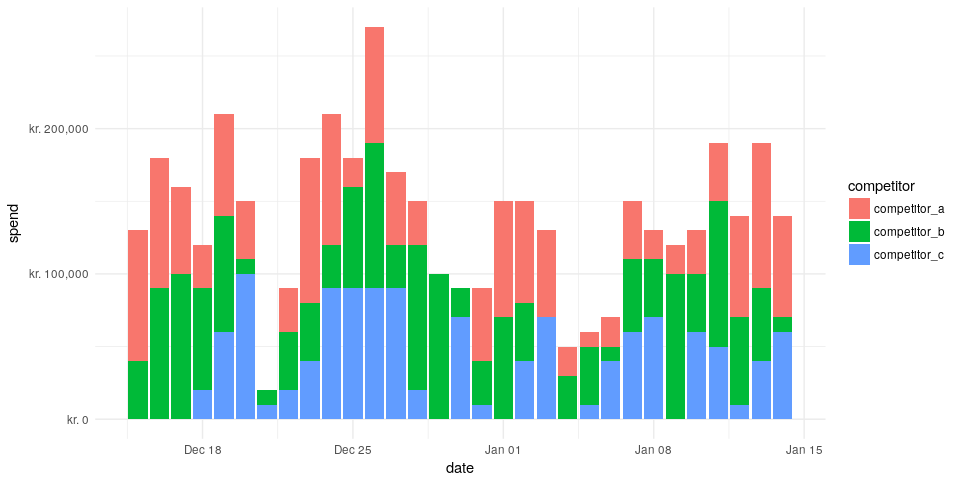 spend
kr. 200,000
kr. 100,000
kr. 0
Dec 18
Dec 25
Jan 01
Jan 08
Jan 15
date
competitor
competitor_a
competitor_b
competitor_c